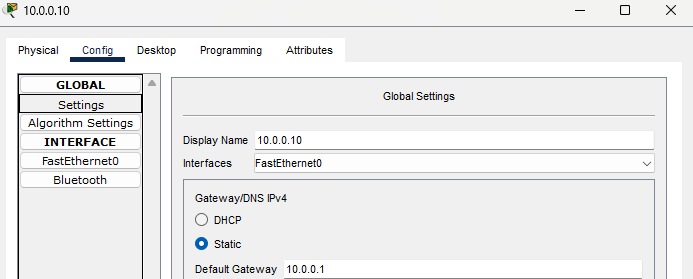 10.0.0.10
Physical Config Desktop Programming Attributes
GLOBAL
Settings
Algorithm Settings
INTERFACE
FastEthernet0
Bluetooth
Global Settings
Display Name 10.0.0.10
Interfaces FastEthernet0
Gateway/DNS IPv4
DHCP
Static
Default Gateway 10.0.0.1